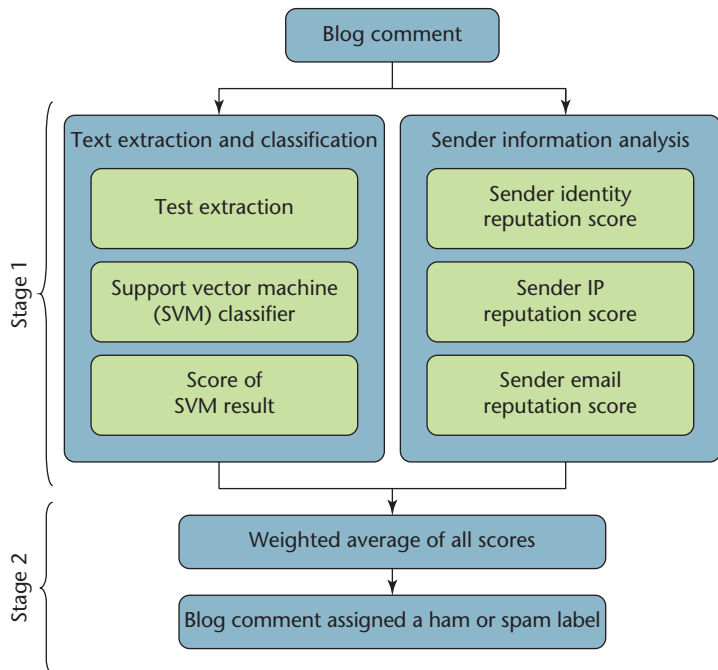 Blog comment
Stage 1
Text extraction and classification
Test extraction
Support vector machine
(SVM) classifier
Score of
SVM result
Sender information analysis
Sender identity
reputation score
Sender IP
reputation score
Sender email
reputation score
Stage 2
Weighted average of all scores
Blog comment assigned a ham or spam label